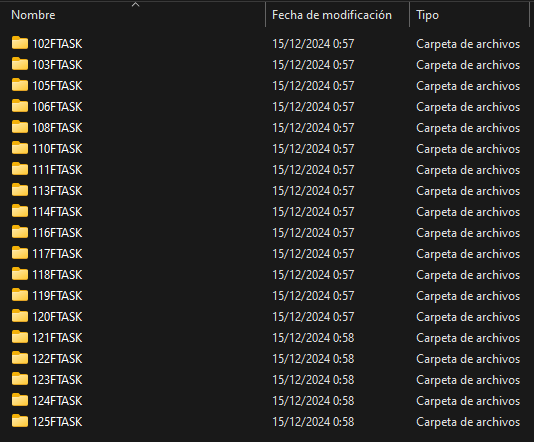 Nombre Fecha de modificación Tipo
102FTASK 15/12/2024 0:57 Carpeta de archivos
103FTASK 15/12/2024 0:57 Carpeta de archivos
105FTASK 15/12/2024 0:57 Carpeta de archivos
106FTASK 15/12/2024 0:57 Carpeta de archivos
108FTASK 15/12/2024 0:57 Carpeta de archivos
110FTASK 15/12/2024 0:57 Carpeta de archivos
111FTASK 15/12/2024 0:57 Carpeta de archivos
113FTASK 15/12/2024 0:57 Carpeta de archivos
114FTASK 15/12/2024 0:57 Carpeta de archivos
116FTASK 15/12/2024 0:57 Carpeta de archivos
117FTASK 15/12/2024 0:57 Carpeta de archivos
118FTASK 15/12/2024 0:57 Carpeta de archivos
119FTASK 15/12/2024 0:57 Carpeta de archivos
120FTASK 15/12/2024 0:57 Carpeta de archivos
121FTASK 15/12/2024 0:58 Carpeta de archivos
122FTASK 15/12/2024 0:58 Carpeta de archivos
123FTASK 15/12/2024 0:58 Carpeta de archivos
124FTASK 15/12/2024 0:58 Carpeta de archivos
125FTASK 15/12/2024 0:58 Carpeta de archivos